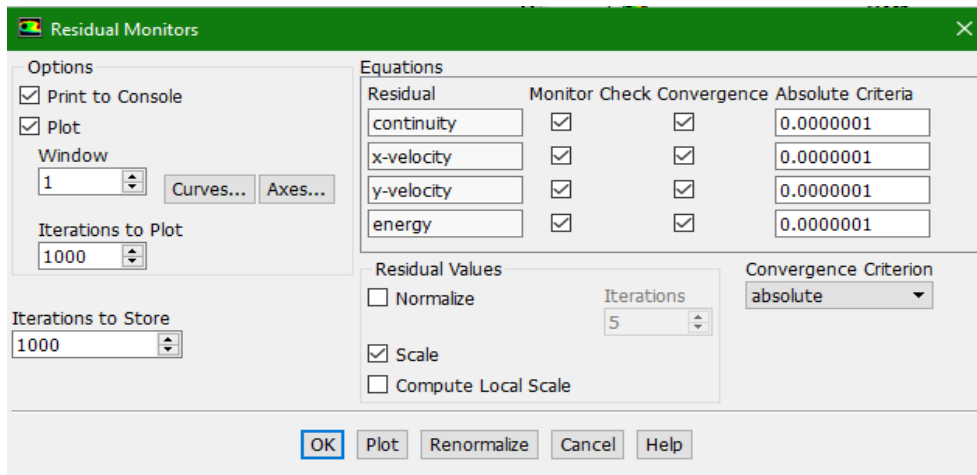 Residual Monitors
Options
Print to Console
Plot
Window
1
Curves... Axes...
Iterations to Plot
1000
Iterations to Store
1000
Equations
Residual Monitor Check Convergence Absolute Criteria
continuity 0.0000001
x-velocity 0.0000001
y-velocity 0.0000001
energy 0.0000001
Residual Values
Normalize
Iterations
5
Scale
Compute Local Scale
Convergence Criterion
absolute
OK Plot Renormalize Cancel Help